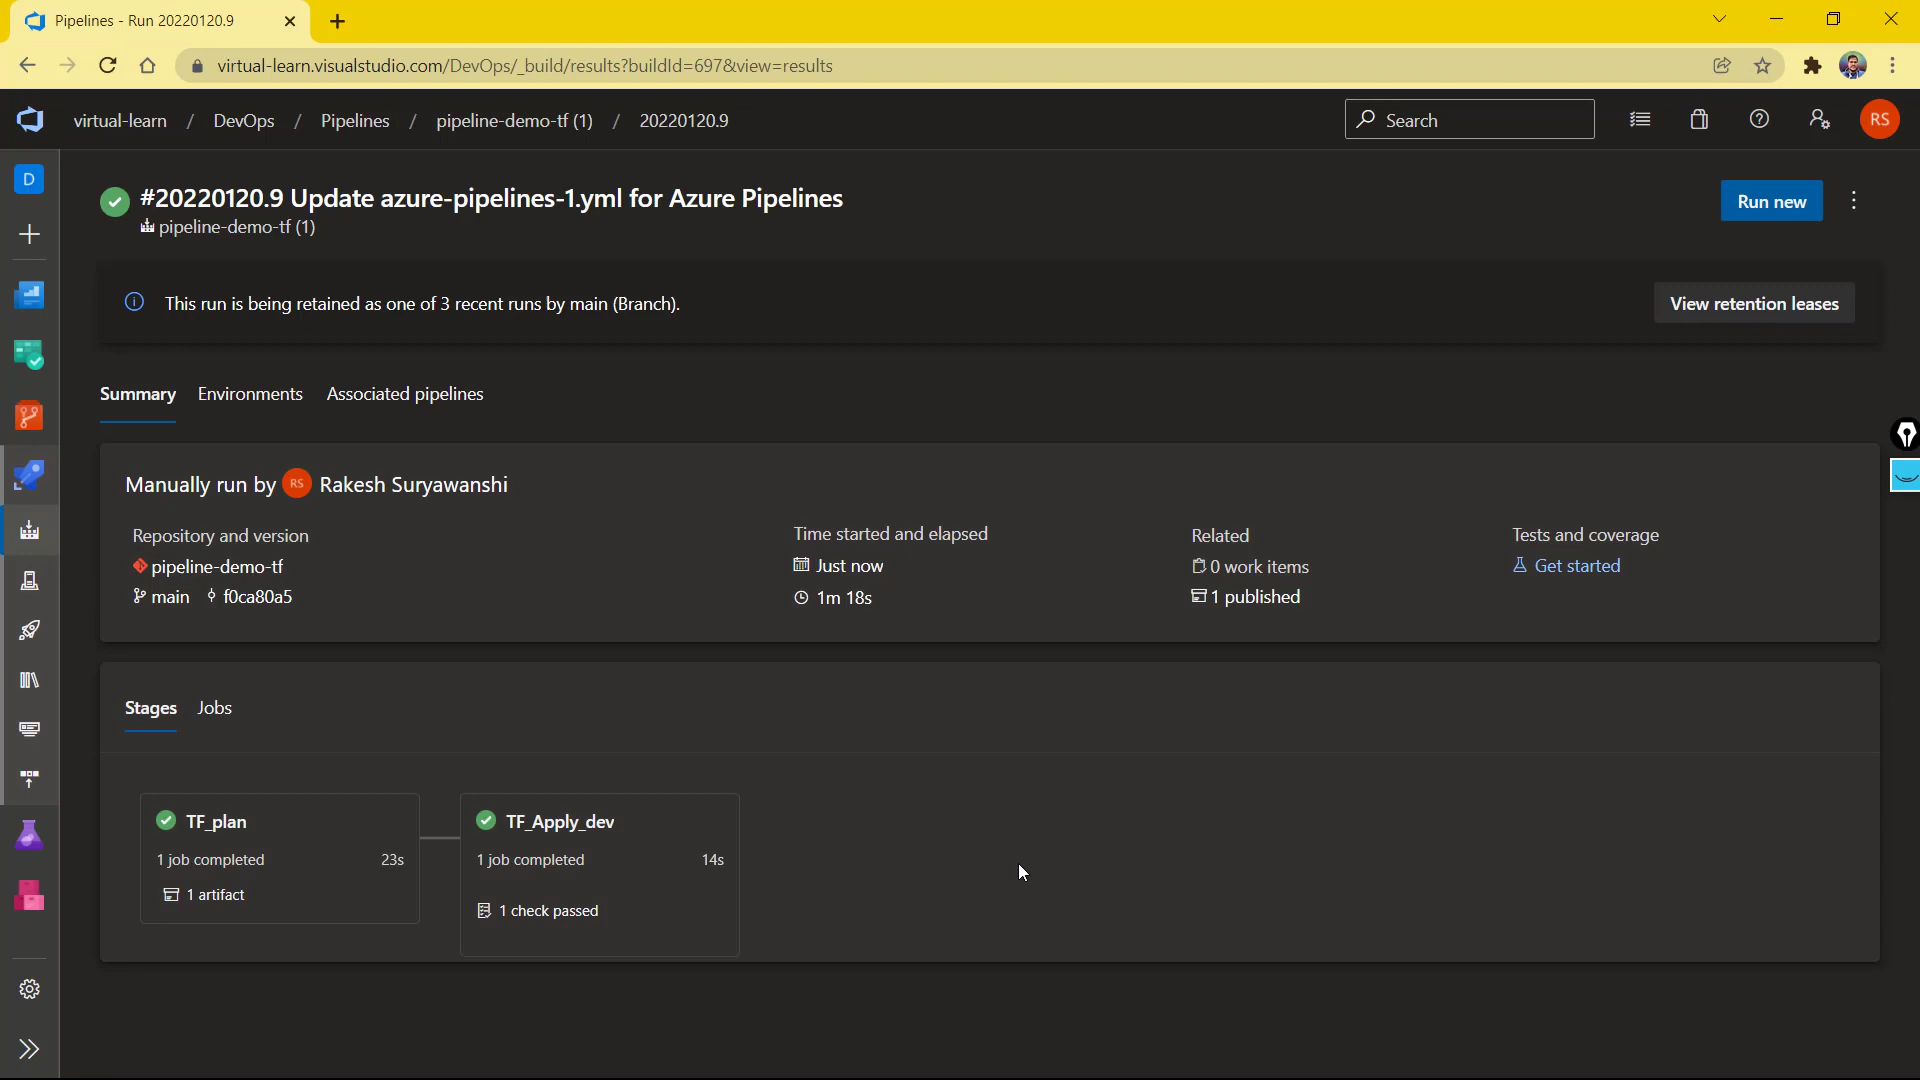 Pipelines - Run 20220120.9
virtual-learn.visualstudio.com/DevOps/_build/results?buildId=697&view=results
virtual-learn / DevOps / Pipelines / pipeline-demo-tf (1) / 20220120.9
Search
RS
D
#20220120.9 Update azure-pipelines-1.yml for Azure Pipelines
pipeline-demo-tf (1)
Run new
This run is being retained as one of 3 recent runs by main (Branch).
View retention leases
Summary Environments Associated pipelines
Manually run by RS Rakesh Suryawanshi
Repository and version
pipeline-demo-tf
main f0ca80a5
Time started and elapsed
Just now
1m 18s
Related
0 work items
1 published
Tests and coverage
Get started
Stages Jobs
TF_plan
1 job completed 23s
1 artifact
TF_Apply_dev
1 job completed 14s
1 check passed